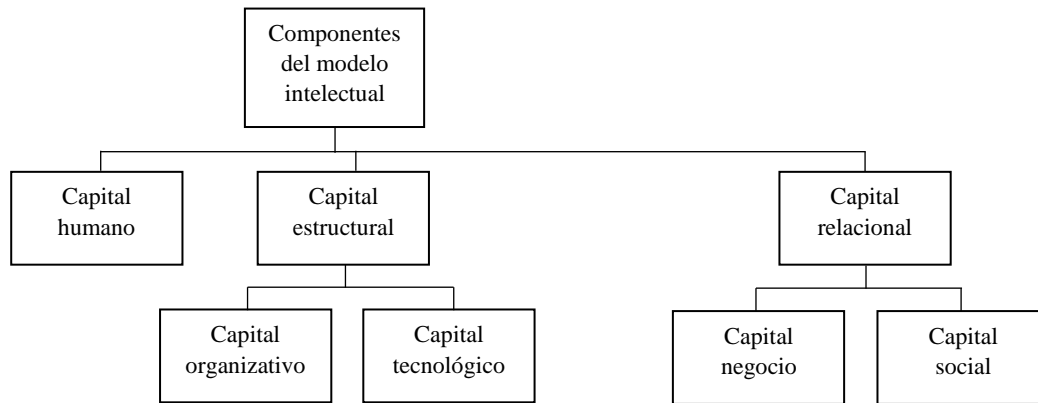 Componentes
del modelo
intelectual
Capital
humano
Capital
estructural
Capital
relacional
Capital
organizativo
Capital
tecnológico
Capital
negocio
Capital
social